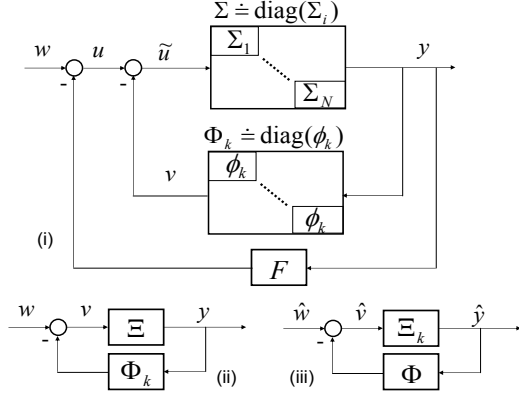 Σ ≐ diag(Σ_i)
w u ũ Σ_1 y
- -
Σ_N
Φ_k ≐ diag(ϕ_k)
v ϕ_k
ϕ_k
(i)
F
w v Ξ y
-
Φ_k (ii)
ŵ v̂ Ξ_k ŷ
-
(iii) Φ